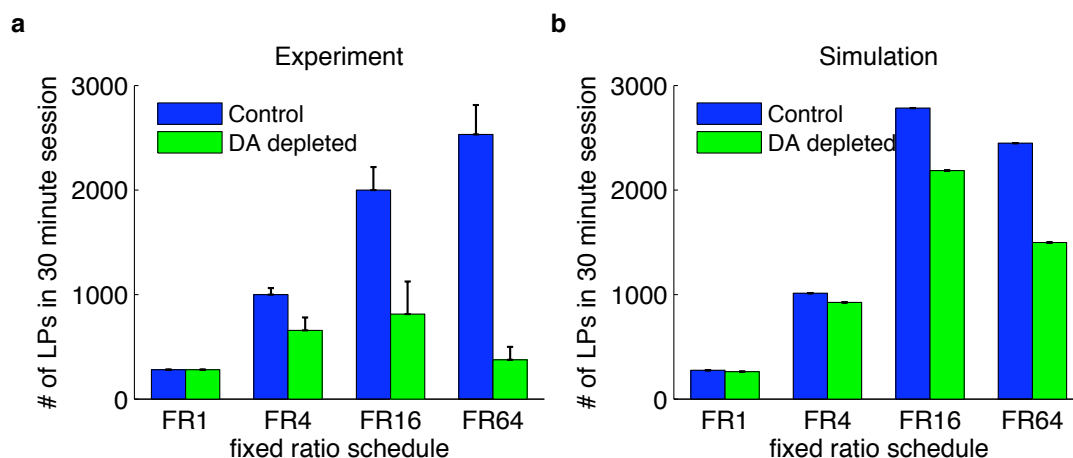 a
Experiment
# of LPs in 30 minute session
3000
2000
1000
0
Control
DA depleted
FR1 FR4 FR16 FR64
fixed ratio schedule
b
Simulation
# of LPs in 30 minute session
3000
2000
1000
0
Control
DA depleted
FR1 FR4 FR16 FR64
fixed ratio schedule